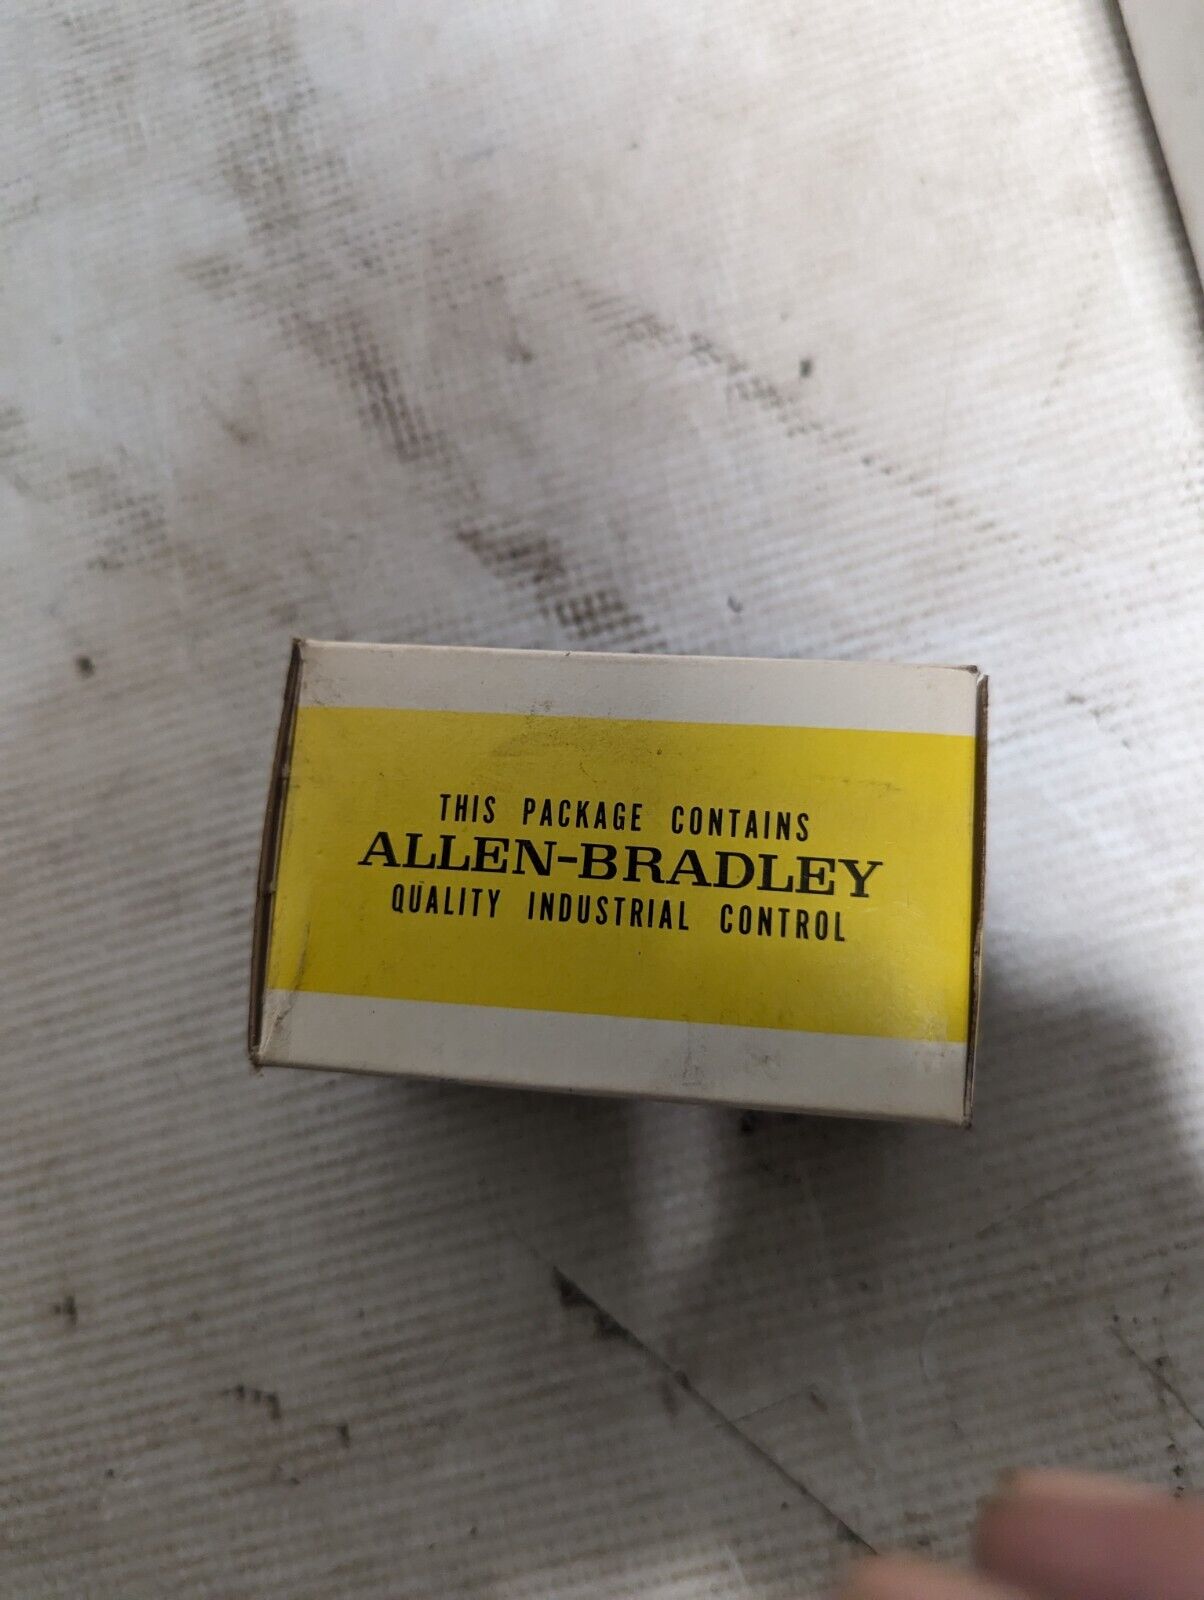 THIS PACKAGE CONTAINS
ALLEN-BRADLEY
QUALITY INDUSTRIAL CONTROL